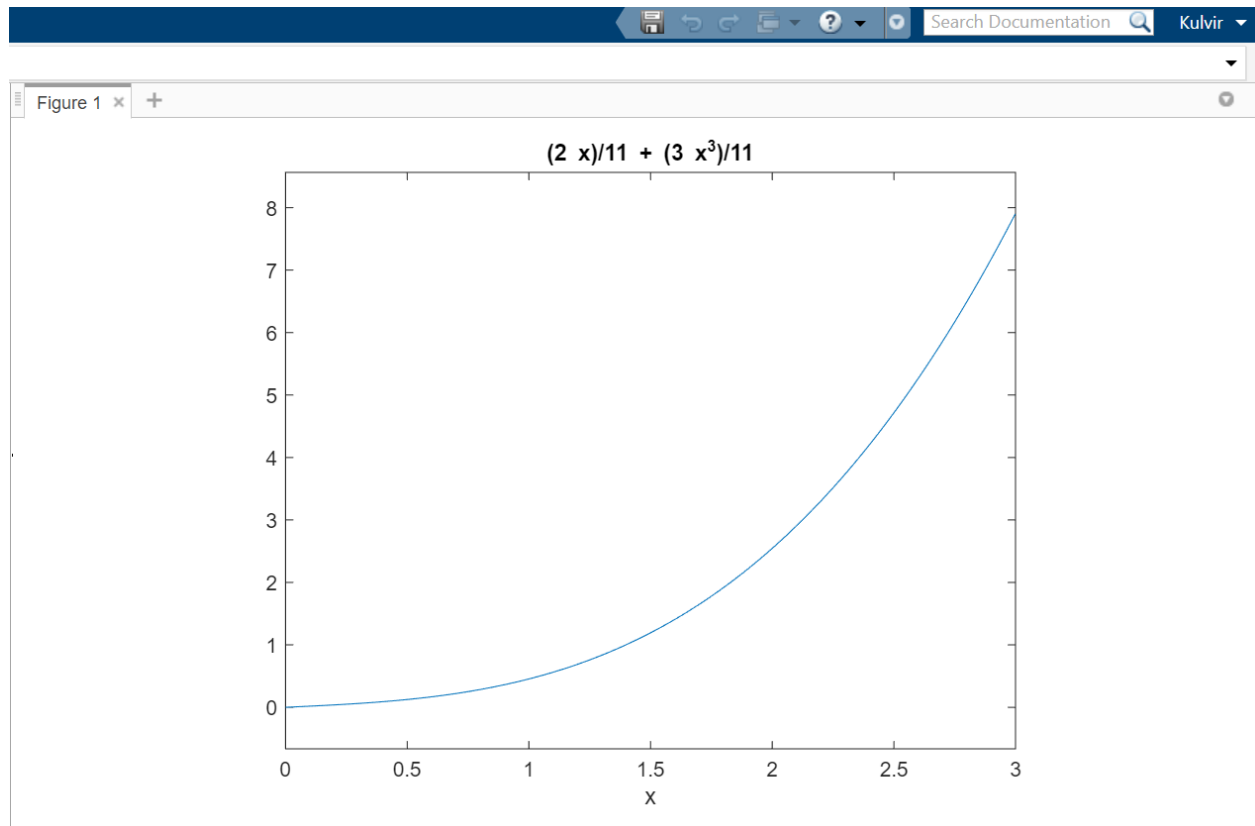 Search Documentation
Kulvir
Figure 1
(2 x)/11 + (3 x³)/11
8
7
6
5
4
3
2
1
0
0 0.5 1 1.5 2 2.5 3
x